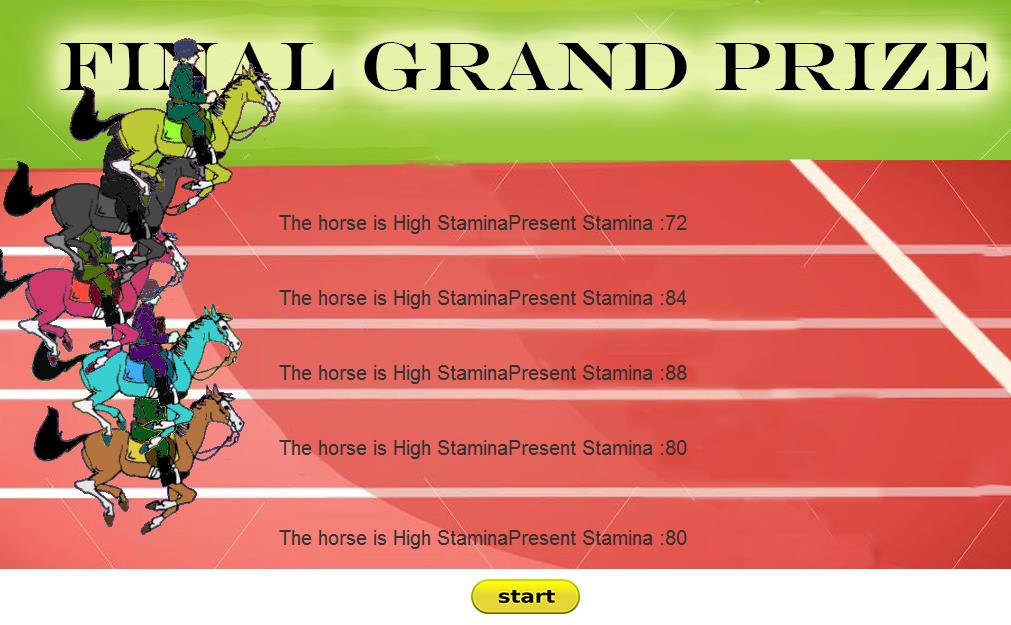 FINAL GRAND PRIZE
The horse is High StaminaPresent Stamina :72
The horse is High StaminaPresent Stamina :84
The horse is High StaminaPresent Stamina :88
The horse is High StaminaPresent Stamina :80
The horse is High StaminaPresent Stamina :80
start